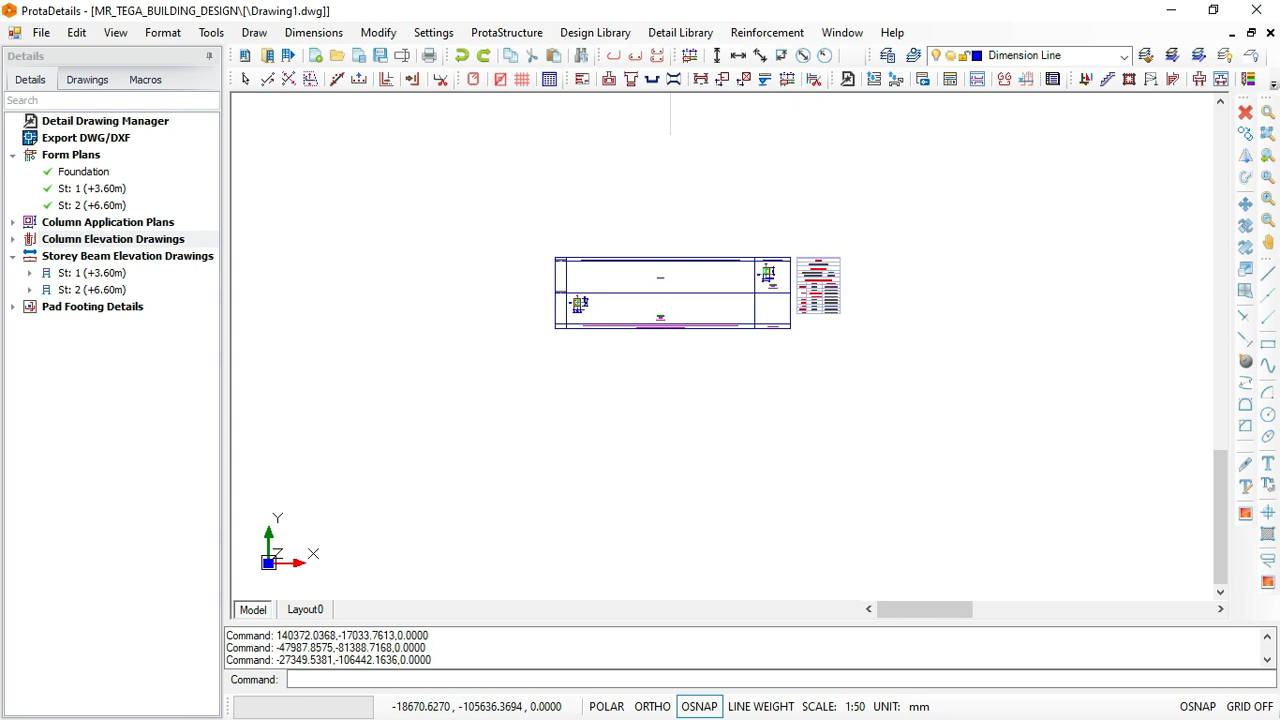 ProtaDetails - [MR_TEGA_BUILDING_DESIGN\[\Drawing1.dwg]]
File Edit View Format Tools Draw Dimensions Modify Settings ProtaStructure Design Library Detail Library Reinforcement Window Help
Details
Dimension Line
Details Drawings Macros
Search
Detail Drawing Manager
Export DWG/DXF
Form Plans
Foundation
St: 1 (+3.60m)
St: 2 (+6.60m)
Column Application Plans
Column Elevation Drawings
Storey Beam Elevation Drawings
St: 1 (+3.60m)
St: 2 (+6.60m)
Pad Footing Details
Y
Z X
Model Layout0
Command: 140372.0368,-17033.7613,0.0000
Command: -47987.8575,-81388.7168,0.0000
Command: -27349.5381,-106442.1636,0.0000
Command:
-18670.6270 , -105636.3694 , 0.0000 POLAR ORTHO OSNAP LINE WEIGHT SCALE: 1:50 UNIT: mm OSNAP GRID OFF